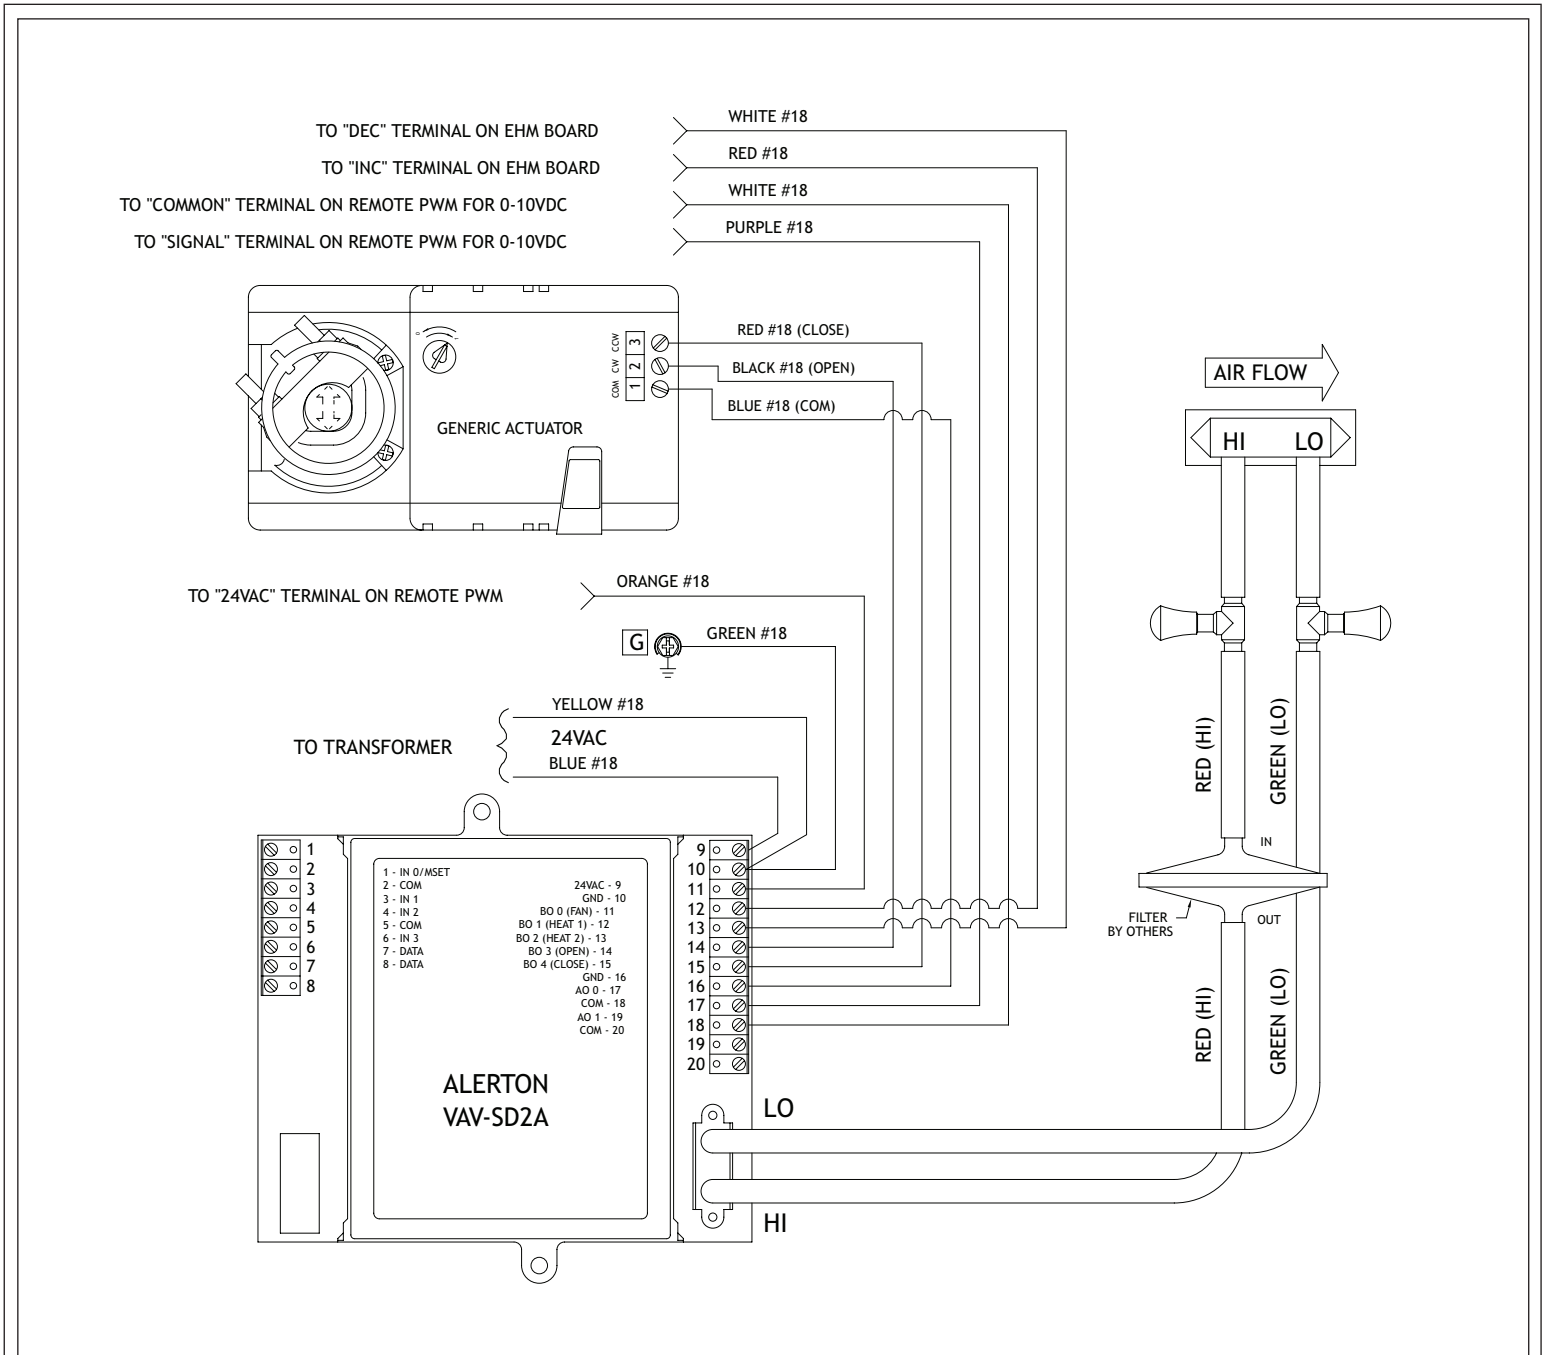 WHITE #18
TO "DEC" TERMINAL ON EHM BOARD
RED #18
TO "INC" TERMINAL ON EHM BOARD
WHITE #18
TO "COMMON" TERMINAL ON REMOTE PWM FOR 0-10VDC
PURPLE #18
TO "SIGNAL" TERMINAL ON REMOTE PWM FOR 0-10VDC
RED #18 (CLOSE)
CCW 3
CW 2
COM 1
BLACK #18 (OPEN)
BLUE #18 (COM)
GENERIC ACTUATOR
AIR FLOW
HI LO
ORANGE #18
TO "24VAC" TERMINAL ON REMOTE PWM
G
GREEN #18
YELLOW #18
TO TRANSFORMER
24VAC
BLUE #18
RED (HI)
GREEN (LO)
IN
FILTER
BY OTHERS
OUT
RED (HI)
GREEN (LO)
1
2
3
4
5
6
7
8
1 - IN 0/MSET
2 - COM
3 - IN 1
4 - IN 2
5 - COM
6 - IN 3
7 - DATA
8 - DATA
24VAC - 9
GND - 10
BO 0 (FAN) - 11
BO 1 (HEAT 1) - 12
BO 2 (HEAT 2) - 13
BO 3 (OPEN) - 14
BO 4 (CLOSE) - 15
GND - 16
AO 0 - 17
COM - 18
AO 1 - 19
COM - 20
9
10
11
12
13
14
15
16
17
18
19
20
ALERTON
VAV-SD2A
LO
HI